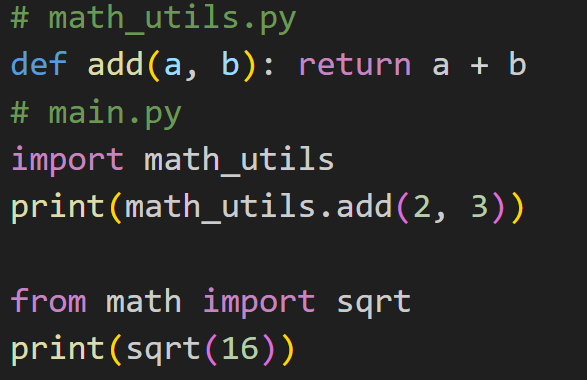 # math_utils.py
def add(a, b): return a + b
# main.py
import math_utils
print(math_utils.add(2, 3))
from math import sqrt
print(sqrt(16))